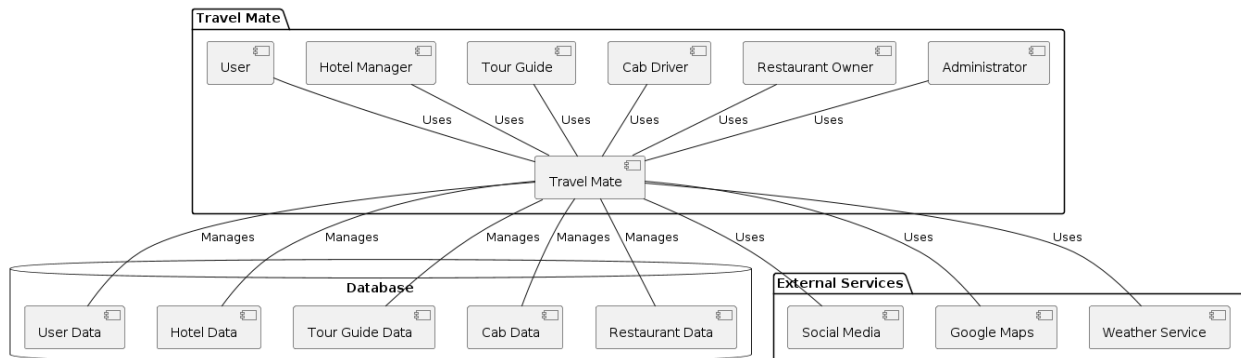 Travel Mate
User
Hotel Manager
Tour Guide
Cab Driver
Restaurant Owner
Administrator
Uses
Uses
Uses
Uses
Uses
Uses
Travel Mate
Manages
Manages
Manages
Manages
Manages
Uses
Uses
Uses
Database
External Services
User Data
Hotel Data
Tour Guide Data
Cab Data
Restaurant Data
Social Media
Google Maps
Weather Service